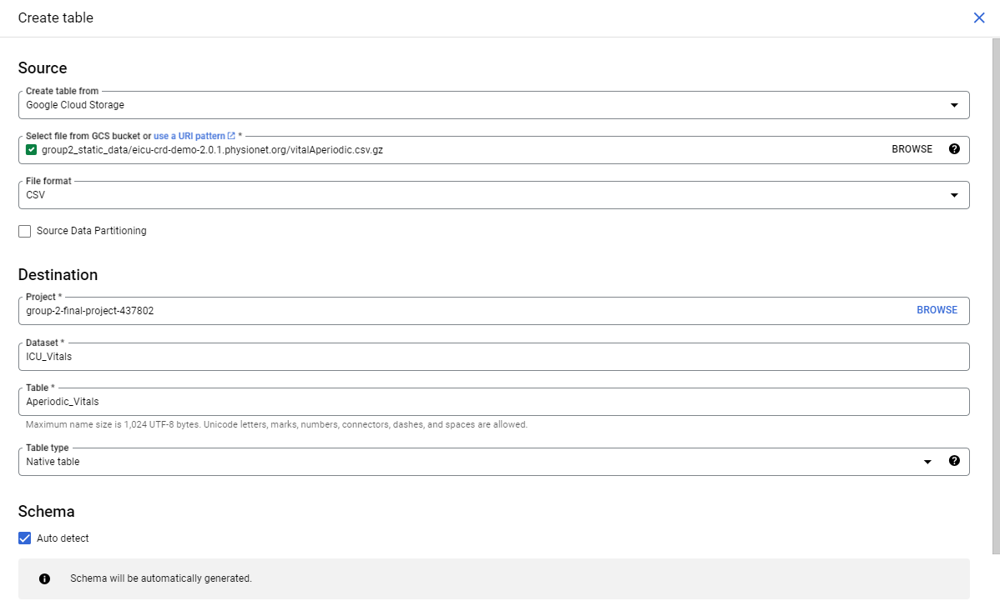 Create table
Source
Create table from
Google Cloud Storage
Select file from GCS bucket or use a URI pattern *
group2_static_data/eicu-crd-demo-2.0.1.physionet.org/vitalAperiodic.csv.gz BROWSE
File format
CSV
Source Data Partitioning
Destination
Project *
group-2-final-project-437802 BROWSE
Dataset *
ICU_Vitals
Table *
Aperiodic_Vitals
Maximum name size is 1,024 UTF-8 bytes. Unicode letters, marks, numbers, connectors, dashes, and spaces are allowed.
Table type
Native table
Schema
Auto detect
Schema will be automatically generated.